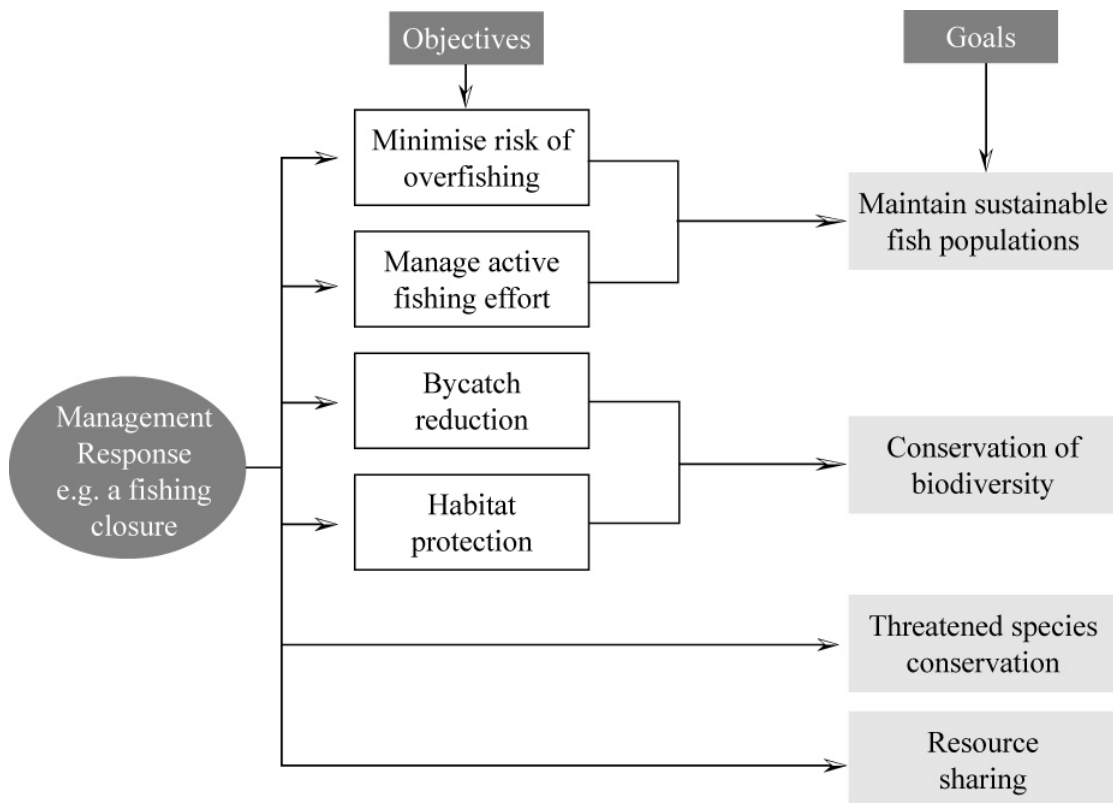 Objectives
Goals
Minimise risk of
overfishing
Maintain sustainable
fish populations
Manage active
fishing effort
Bycatch
reduction
Management
Response
e.g. a fishing
closure
Conservation of
biodiversity
Habitat
protection
Threatened species
conservation
Resource
sharing